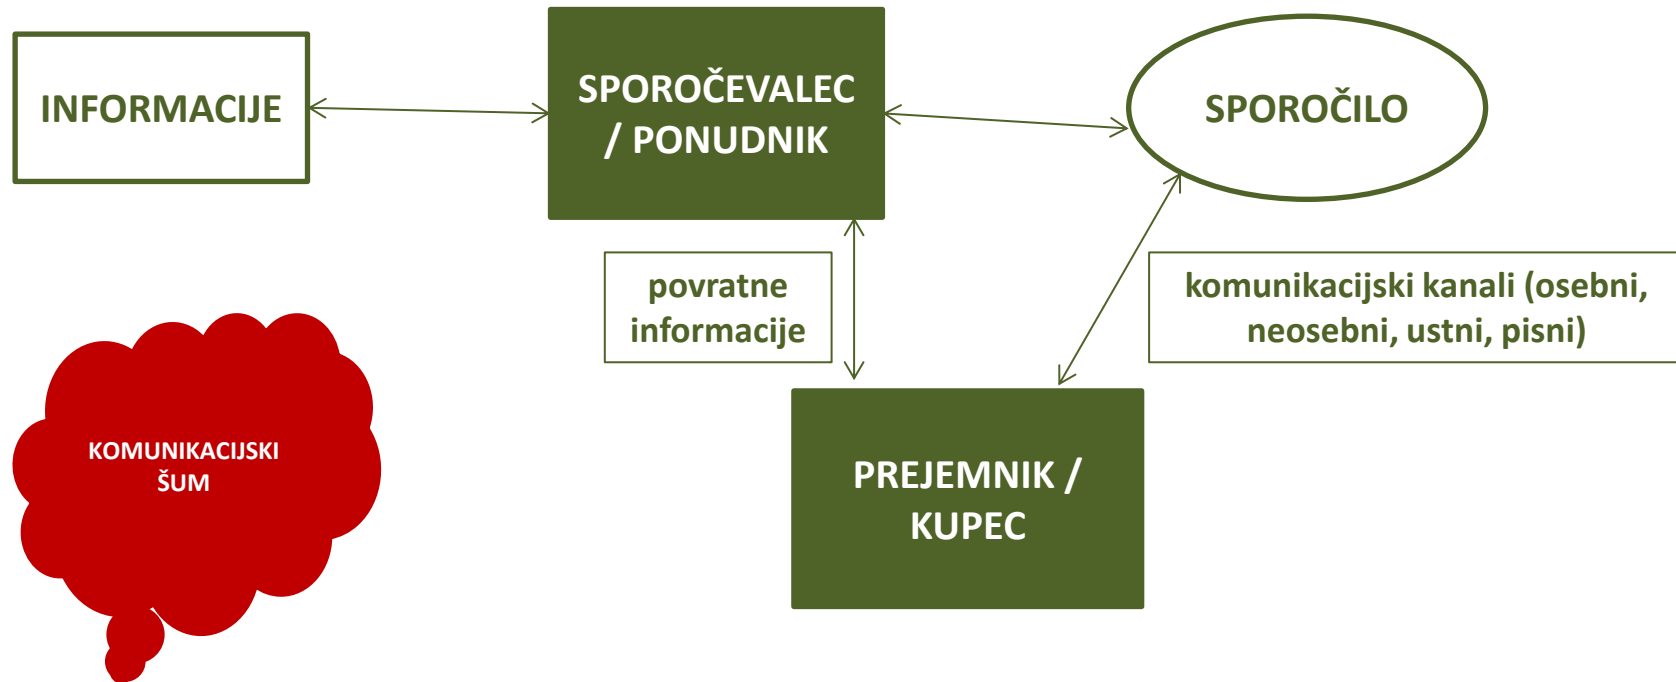 INFORMACIJE
SPOROČEVALEC
/ PONUDNIK
SPOROČILO
povratne
informacije
komunikacijski kanali (osebni,
neosebni, ustni, pisni)
KOMUNIKACIJSKI
ŠUM
PREJEMNIK /
KUPEC